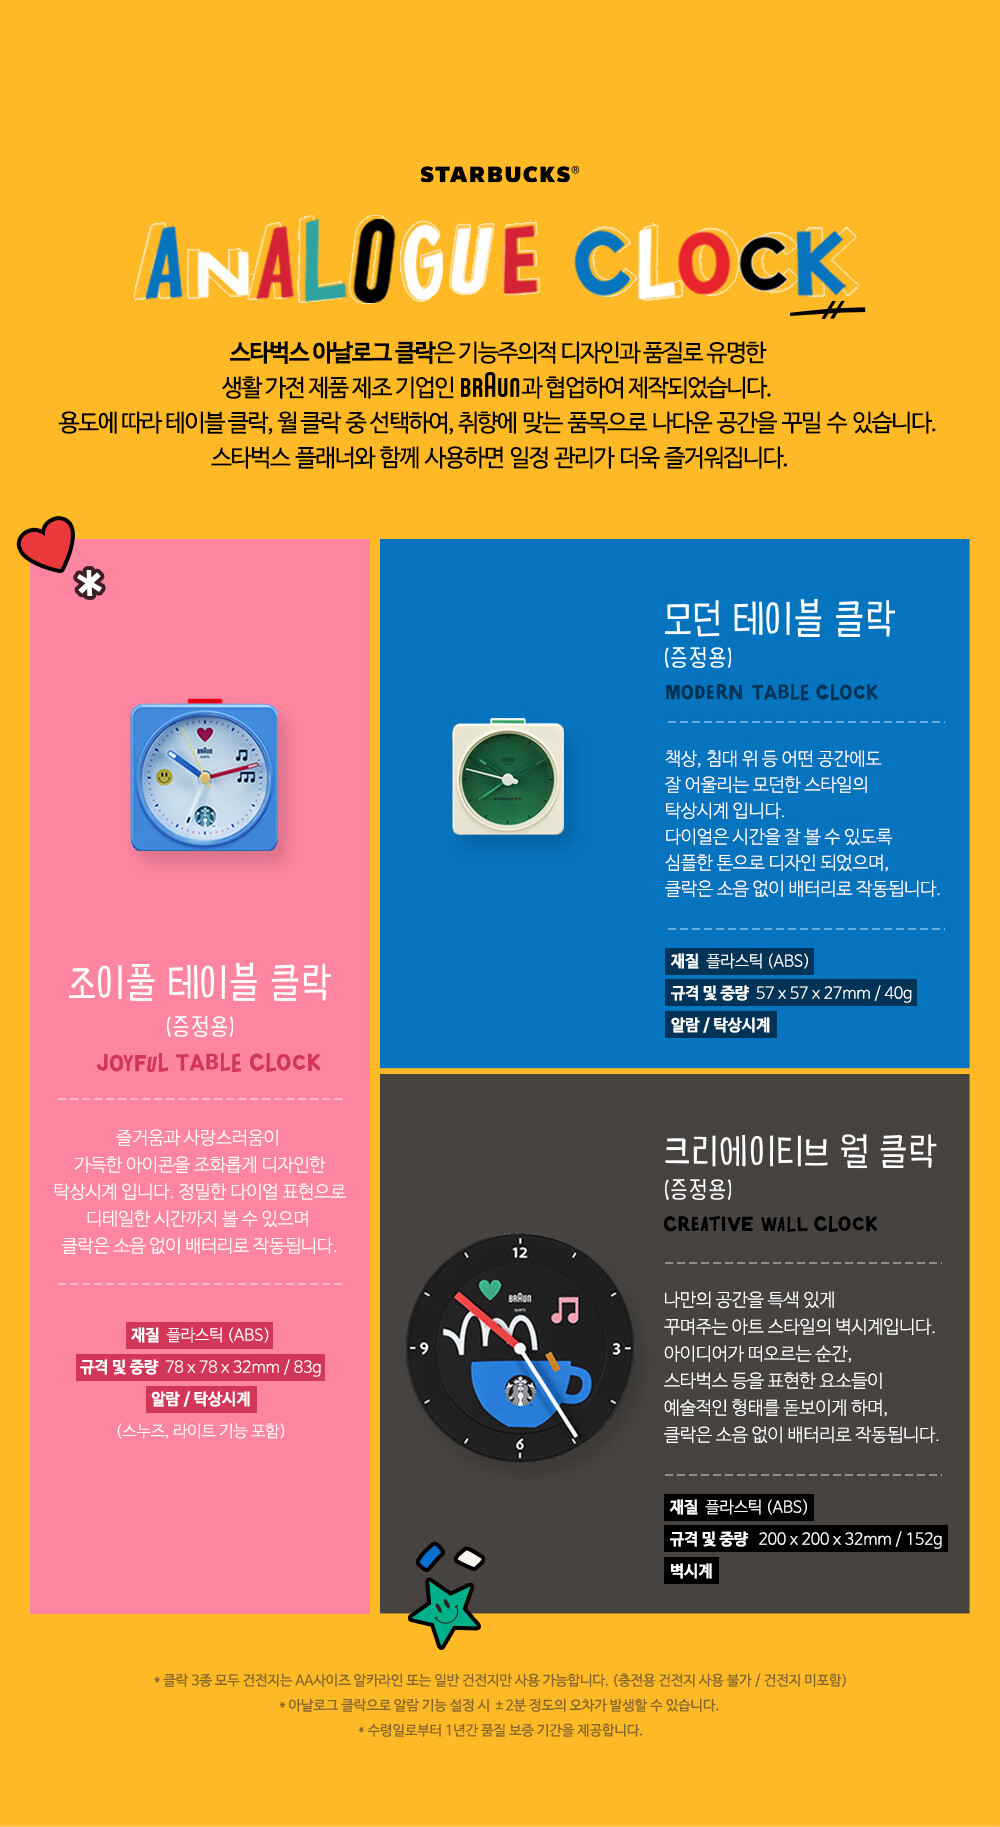 STARBUCKS®
ANALOGUE CLOCK
스타벅스 아날로그 클락은 기능주의적 디자인과 품질로 유명한
생활 가전 제품 제조 기업인 BRAUN과 협업하여 제작되었습니다.
용도에 따라 테이블 클락, 월 클락 중 선택하여, 취향에 맞는 품목으로 나다운 공간을 꾸밀 수 있습니다.
스타벅스 플래너와 함께 사용하면 일정 관리가 더욱 즐거워집니다.
BRAUN
QUARTZ
조이풀 테이블 클락
(증정용)
JOYFUL TABLE CLOCK
즐거움과 사랑스러움이
가득한 아이콘을 조화롭게 디자인한
탁상시계 입니다. 정밀한 다이얼 표현으로
디테일한 시간까지 볼 수 있으며
클락은 소음 없이 배터리로 작동됩니다.
재질 플라스틱 (ABS)
규격 및 중량 78 x 78 x 32mm / 83g
알람 / 탁상시계
(스누즈, 라이트 기능 포함)
STARBUCKS
모던 테이블 클락
(증정용)
MODERN TABLE CLOCK
책상, 침대 위 등 어떤 공간에도
잘 어울리는 모던한 스타일의
탁상시계 입니다.
다이얼은 시간을 잘 볼 수 있도록
심플한 톤으로 디자인 되었으며,
클락은 소음 없이 배터리로 작동됩니다.
재질 플라스틱 (ABS)
규격 및 중량 57 x 57 x 27mm / 40g
알람 / 탁상시계
12
BRAUN
QUARTZ
9
3
6
크리에이티브 월 클락
(증정용)
CREATIVE WALL CLOCK
나만의 공간을 특색 있게
꾸며주는 아트 스타일의 벽시계입니다.
아이디어가 떠오르는 순간,
스타벅스 등을 표현한 요소들이
예술적인 형태를 돋보이게 하며,
클락은 소음 없이 배터리로 작동됩니다.
재질 플라스틱 (ABS)
규격 및 중량 200 x 200 x 32mm / 152g
벽시계
* 클락 3종 모두 건전지는 AA사이즈 알카라인 또는 일반 건전지만 사용 가능합니다. (충전용 건전지 사용 불가 / 건전지 미포함)
* 아날로그 클락으로 알람 기능 설정 시 ±2분 정도의 오차가 발생할 수 있습니다.
* 수령일로부터 1년간 품질 보증 기간을 제공합니다.